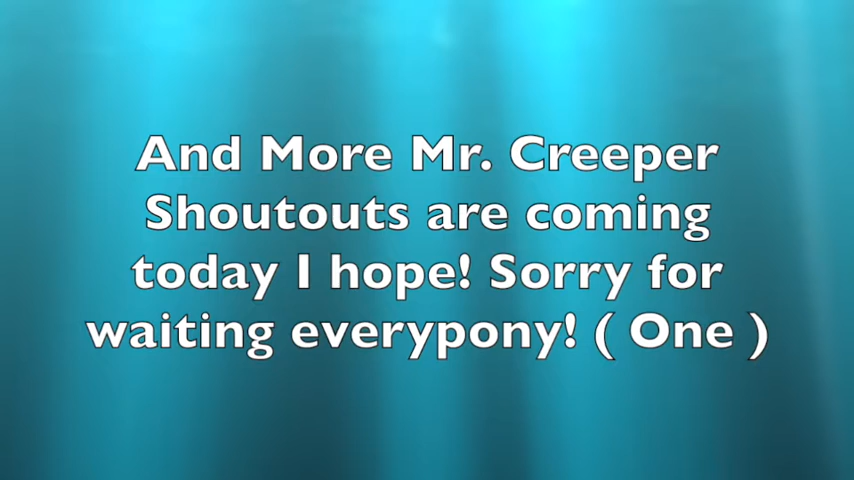 And More Mr. Creeper
Shoutouts are coming
today I hope! Sorry for
waiting everypony! ( One )